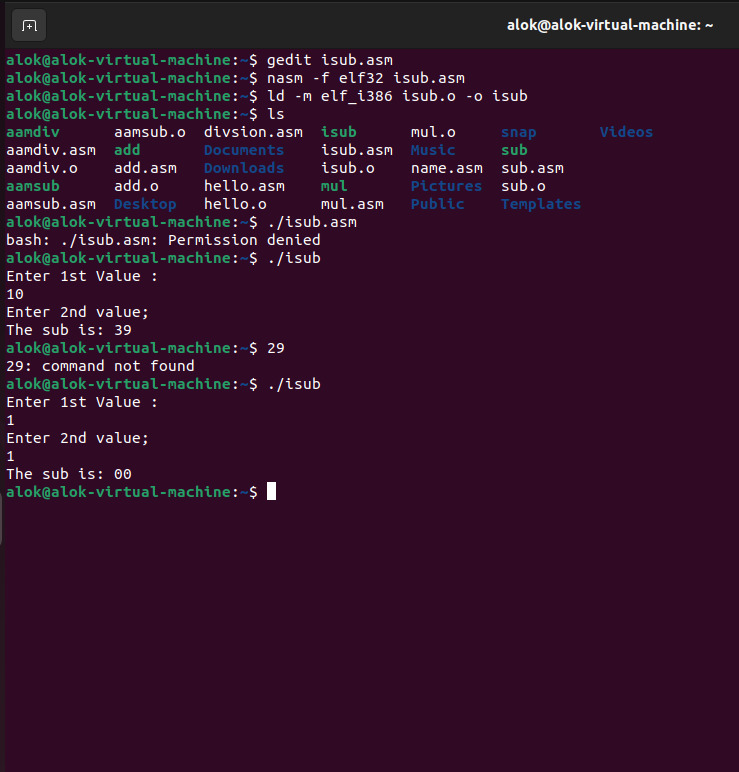 alok@alok-virtual-machine: ~
alok@alok-virtual-machine:~$ gedit isub.asm
alok@alok-virtual-machine:~$ nasm -f elf32 isub.asm
alok@alok-virtual-machine:~$ ld -m elf_i386 isub.o -o isub
alok@alok-virtual-machine:~$ ls
aamdiv aamsub.o divsion.asm isub mul.o snap Videos
aamdiv.asm add Documents isub.asm Music sub
aamdiv.o add.asm Downloads isub.o name.asm sub.asm
aamsub add.o hello.asm mul Pictures sub.o
aamsub.asm Desktop hello.o mul.asm Public Templates
alok@alok-virtual-machine:~$ ./isub.asm
bash: ./isub.asm: Permission denied
alok@alok-virtual-machine:~$ ./isub
Enter 1st Value :
10
Enter 2nd value;
The sub is: 39
alok@alok-virtual-machine:~$ 29
29: command not found
alok@alok-virtual-machine:~$ ./isub
Enter 1st Value :
1
Enter 2nd value;
1
The sub is: 00
alok@alok-virtual-machine:~$